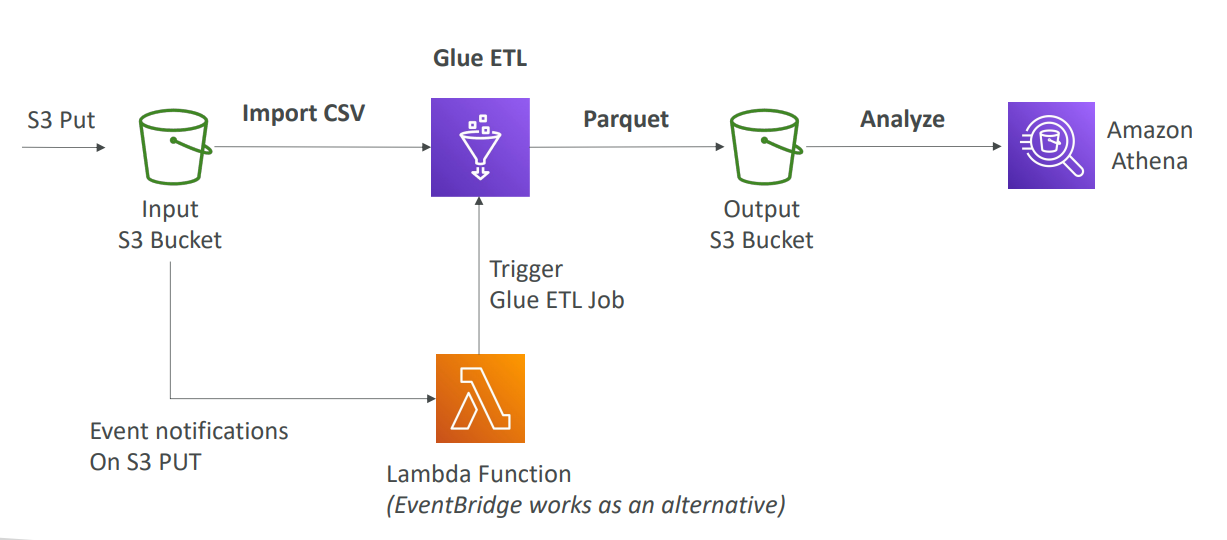 Glue ETL
S3 Put
Import CSV
Parquet
Analyze
Amazon
Athena
Input
S3 Bucket
Output
S3 Bucket
Trigger
Glue ETL Job
Event notifications
On S3 PUT
Lambda Function
(EventBridge works as an alternative)